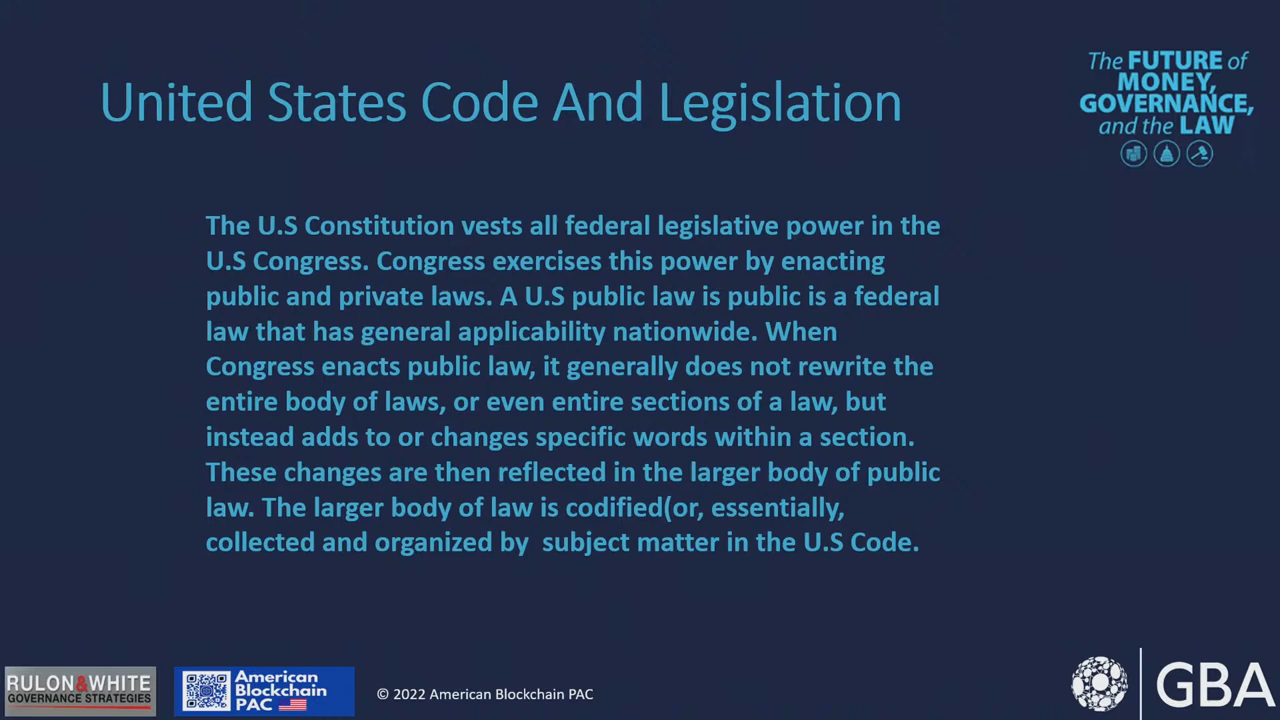 United States Code And Legislation
The FUTURE of
MONEY,
GOVERNANCE,
and the LAW
The U.S Constitution vests all federal legislative power in the
U.S Congress. Congress exercises this power by enacting
public and private laws. A U.S public law is public is a federal
law that has general applicability nationwide. When
Congress enacts public law, it generally does not rewrite the
entire body of laws, or even entire sections of a law, but
instead adds to or changes specific words within a section.
These changes are then reflected in the larger body of public
law. The larger body of law is codified(or, essentially,
collected and organized by  subject matter in the U.S Code.
RULON&WHITE
GOVERNANCE STRATEGIES
American
Blockchain
PAC
© 2022 American Blockchain PAC
GBA